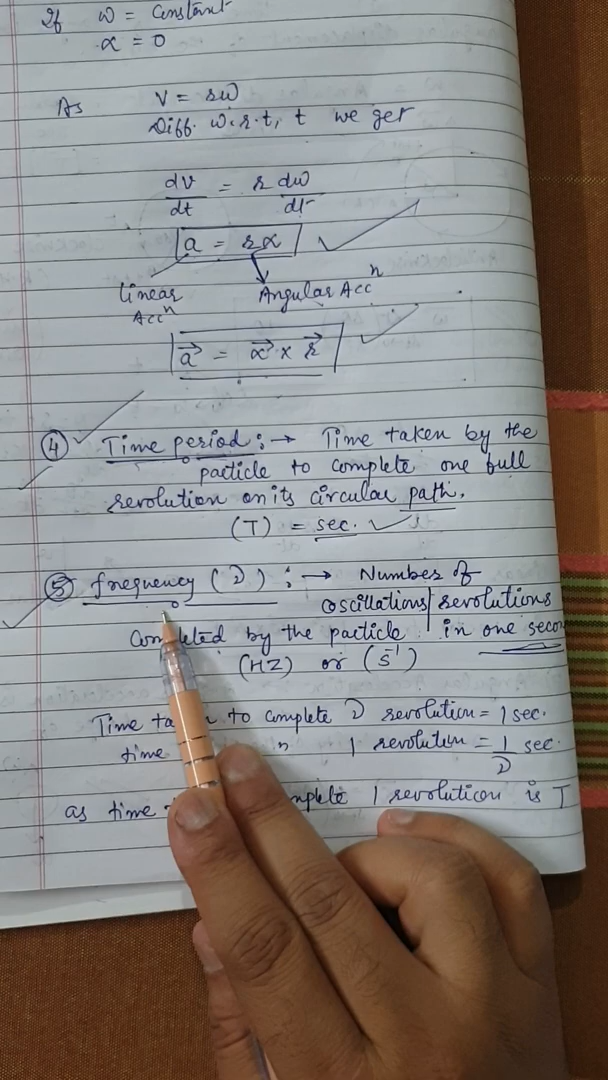 If ω = constant
α = 0
As V = rω
Diff. w.r.t, t we get
dv/dt = r dω/dt
a = rα
linear Accⁿ Angular Accⁿ
a⃗ = α⃗ × r⃗
④ Time period :→ Time taken by the
particle to complete one full
revolution on its circular path.
(T) = sec.
⑤ frequency (ν) :→ Number of
oscillations/revolutions
Completed by the particle in one secon
(HZ) or (s⁻¹)
Time to complete ν revolution = 1 sec.
time " 1 revolution = 1/ν sec.
as time 1 revolution is T